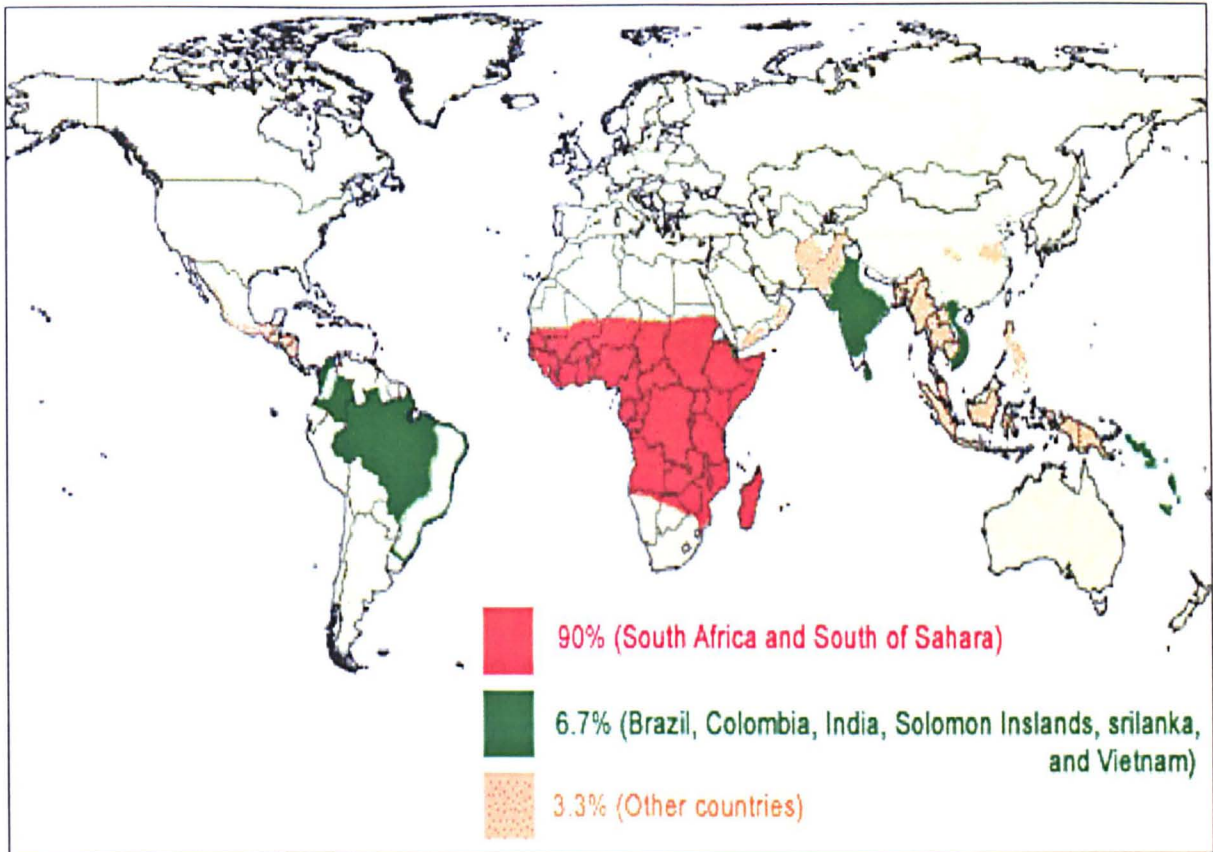 90% (South Africa and South of Sahara)
6.7% (Brazil, Colombia, India, Solomon Inslands, srilanka,
and Vietnam)
3.3% (Other countries)